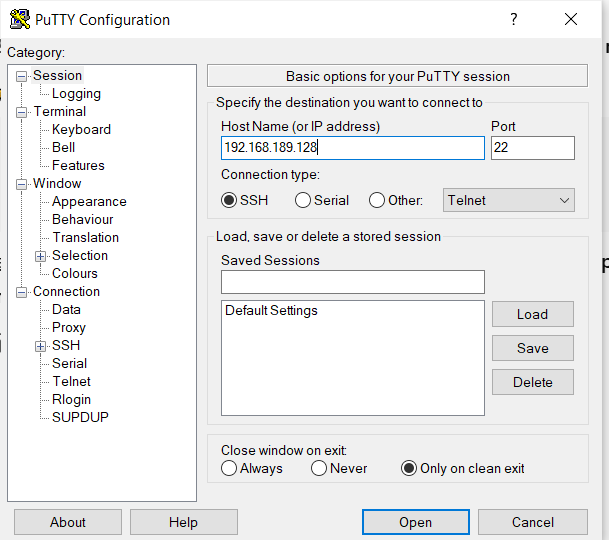 PuTTY Configuration
?
Category:
Session
Logging
Terminal
Keyboard
Bell
Features
Window
Appearance
Behaviour
Translation
Selection
Colours
Connection
Data
Proxy
SSH
Serial
Telnet
Rlogin
SUPDUP
Basic options for your PuTTY session
Specify the destination you want to connect to
Host Name (or IP address) Port
192.168.189.128 22
Connection type:
SSH Serial Other: Telnet
Load, save or delete a stored session
Saved Sessions
Default Settings
Load
Save
Delete
Close window on exit:
Always Never Only on clean exit
About Help Open Cancel